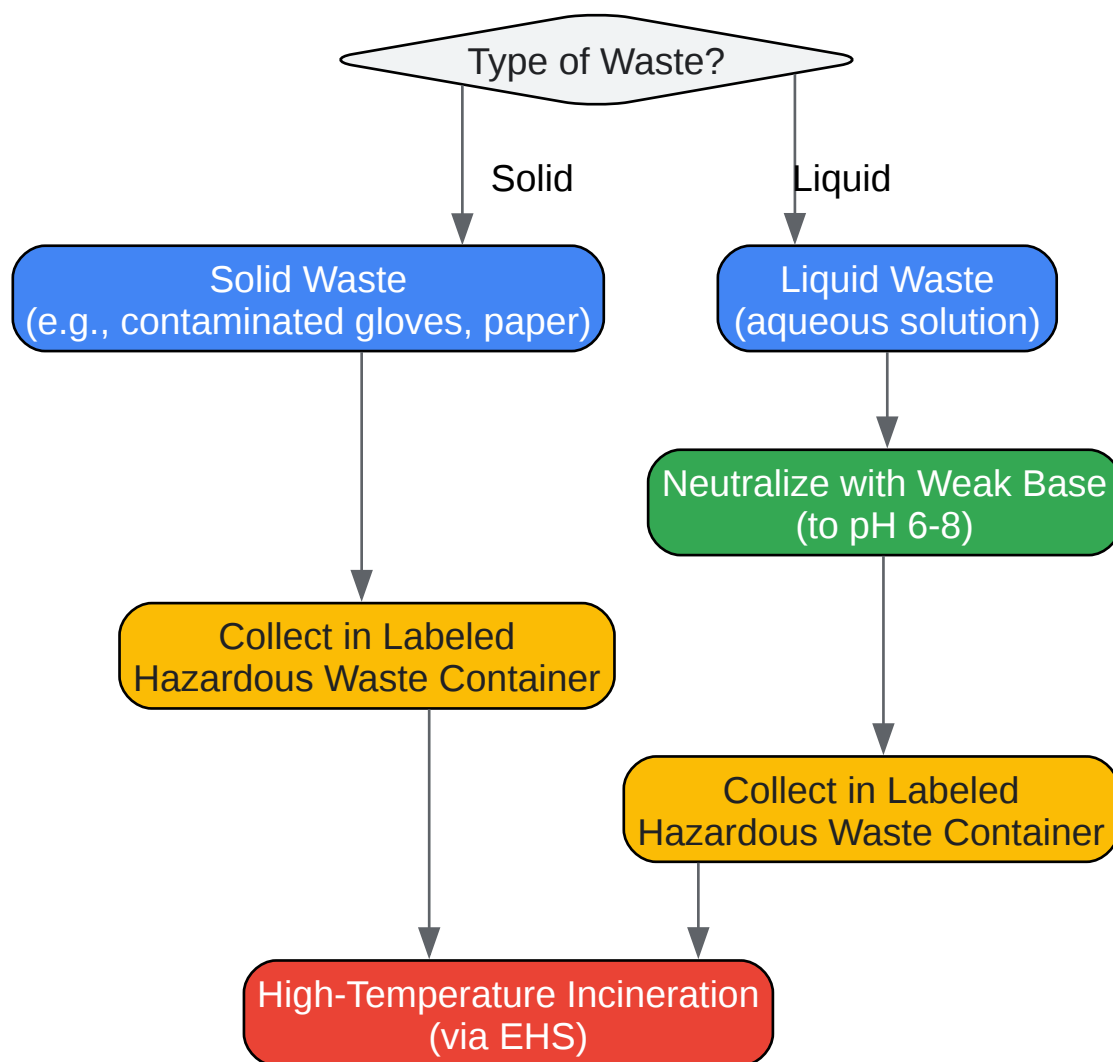 Type of Waste?
Solid
Liquid
Solid Waste
(e.g., contaminated gloves, paper)
Liquid Waste
(aqueous solution)
Neutralize with Weak Base
(to pH 6-8)
Collect in Labeled
Hazardous Waste Container
Collect in Labeled
Hazardous Waste Container
High-Temperature Incineration
(via EHS)